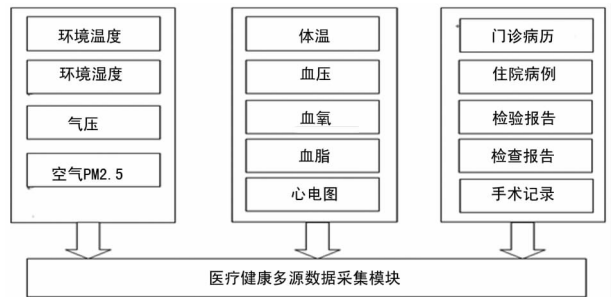 环境温度
环境湿度
气压
空气PM2.5
体温
血压
血氧
血脂
心电图
门诊病历
住院病例
检验报告
检查报告
手术记录
医疗健康多源数据采集模块